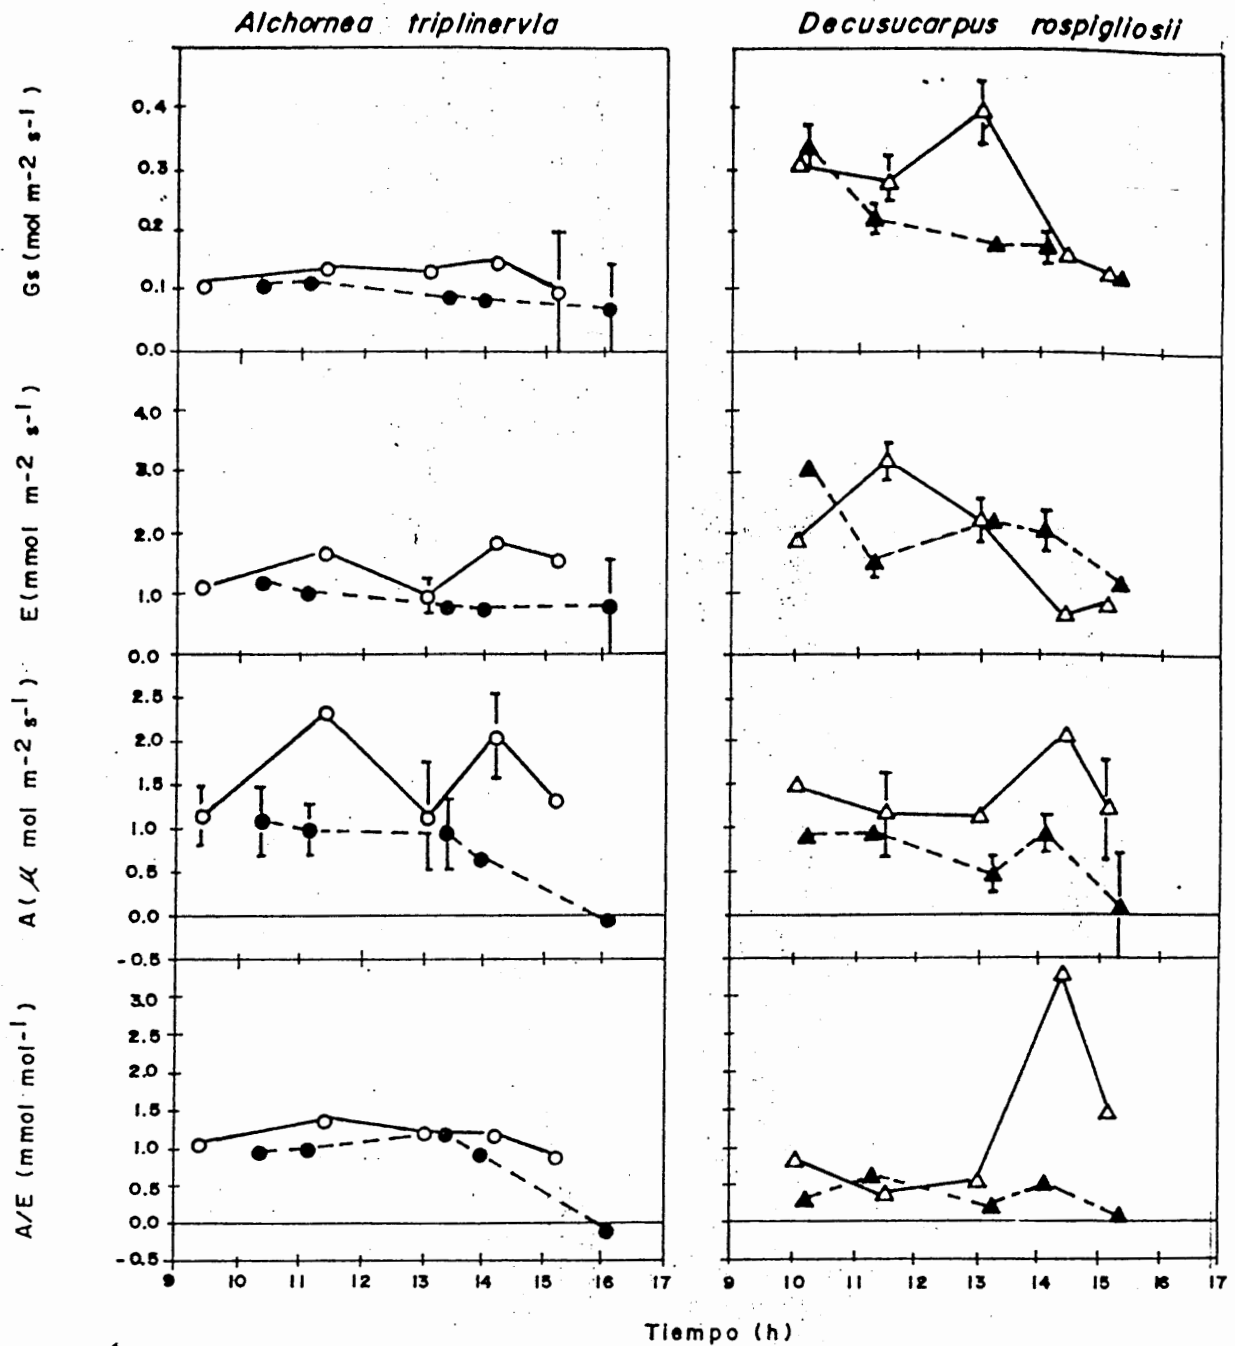 Alchornea triplinervia
Decusucarpus rospigliosii
Gs (mol m-2 s-1)
0.4
0.3
0.2
0.1
0.0
E (mmol m-2 s-1)
4.0
3.0
2.0
1.0
0.0
A (μ mol m-2 s-1)
2.5
2.0
1.5
1.0
0.5
0.0
-0.5
A/E (mmol mol-1)
3.0
2.5
2.0
1.5
1.0
0.5
0.0
-0.5
9 10 11 12 13 14 15 16 17
9 10 11 12 13 14 15 16 17
Tiempo (h)